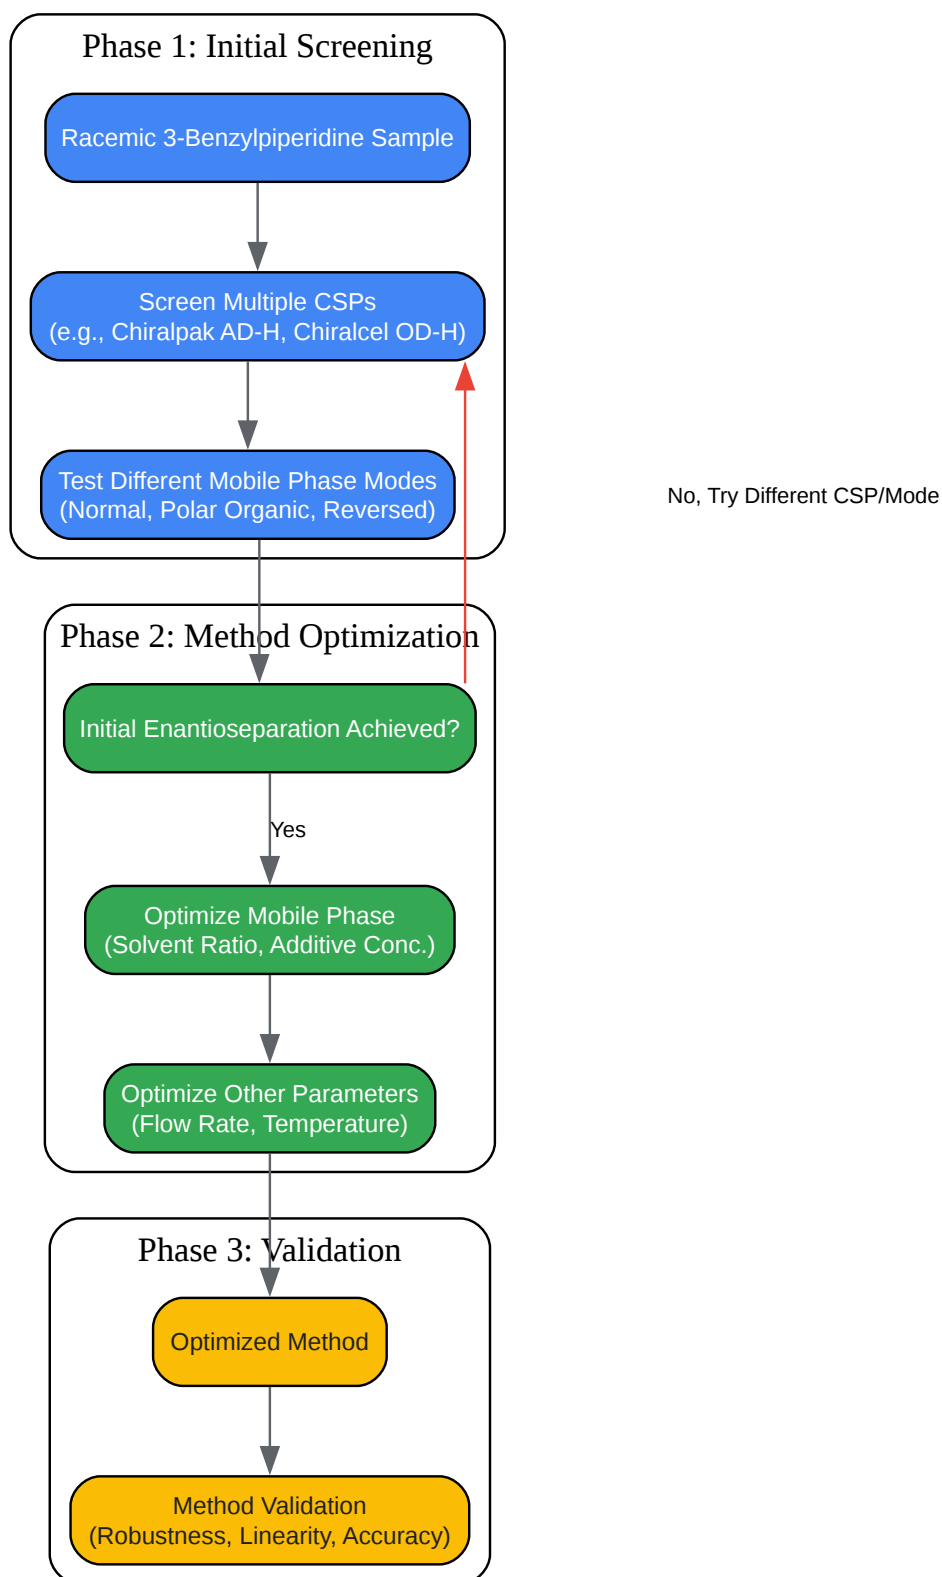 Phase 1: Initial Screening
Racemic 3-Benzylpiperidine Sample
Screen Multiple CSPs
(e.g., Chiralpak AD-H, Chiralcel OD-H)
Test Different Mobile Phase Modes
(Normal, Polar Organic, Reversed)
No, Try Different CSP/Mode
Phase 2: Method Optimization
Initial Enantioseparation Achieved?
Yes
Optimize Mobile Phase
(Solvent Ratio, Additive Conc.)
Optimize Other Parameters
(Flow Rate, Temperature)
Phase 3: Validation
Optimized Method
Method Validation
(Robustness, Linearity, Accuracy)